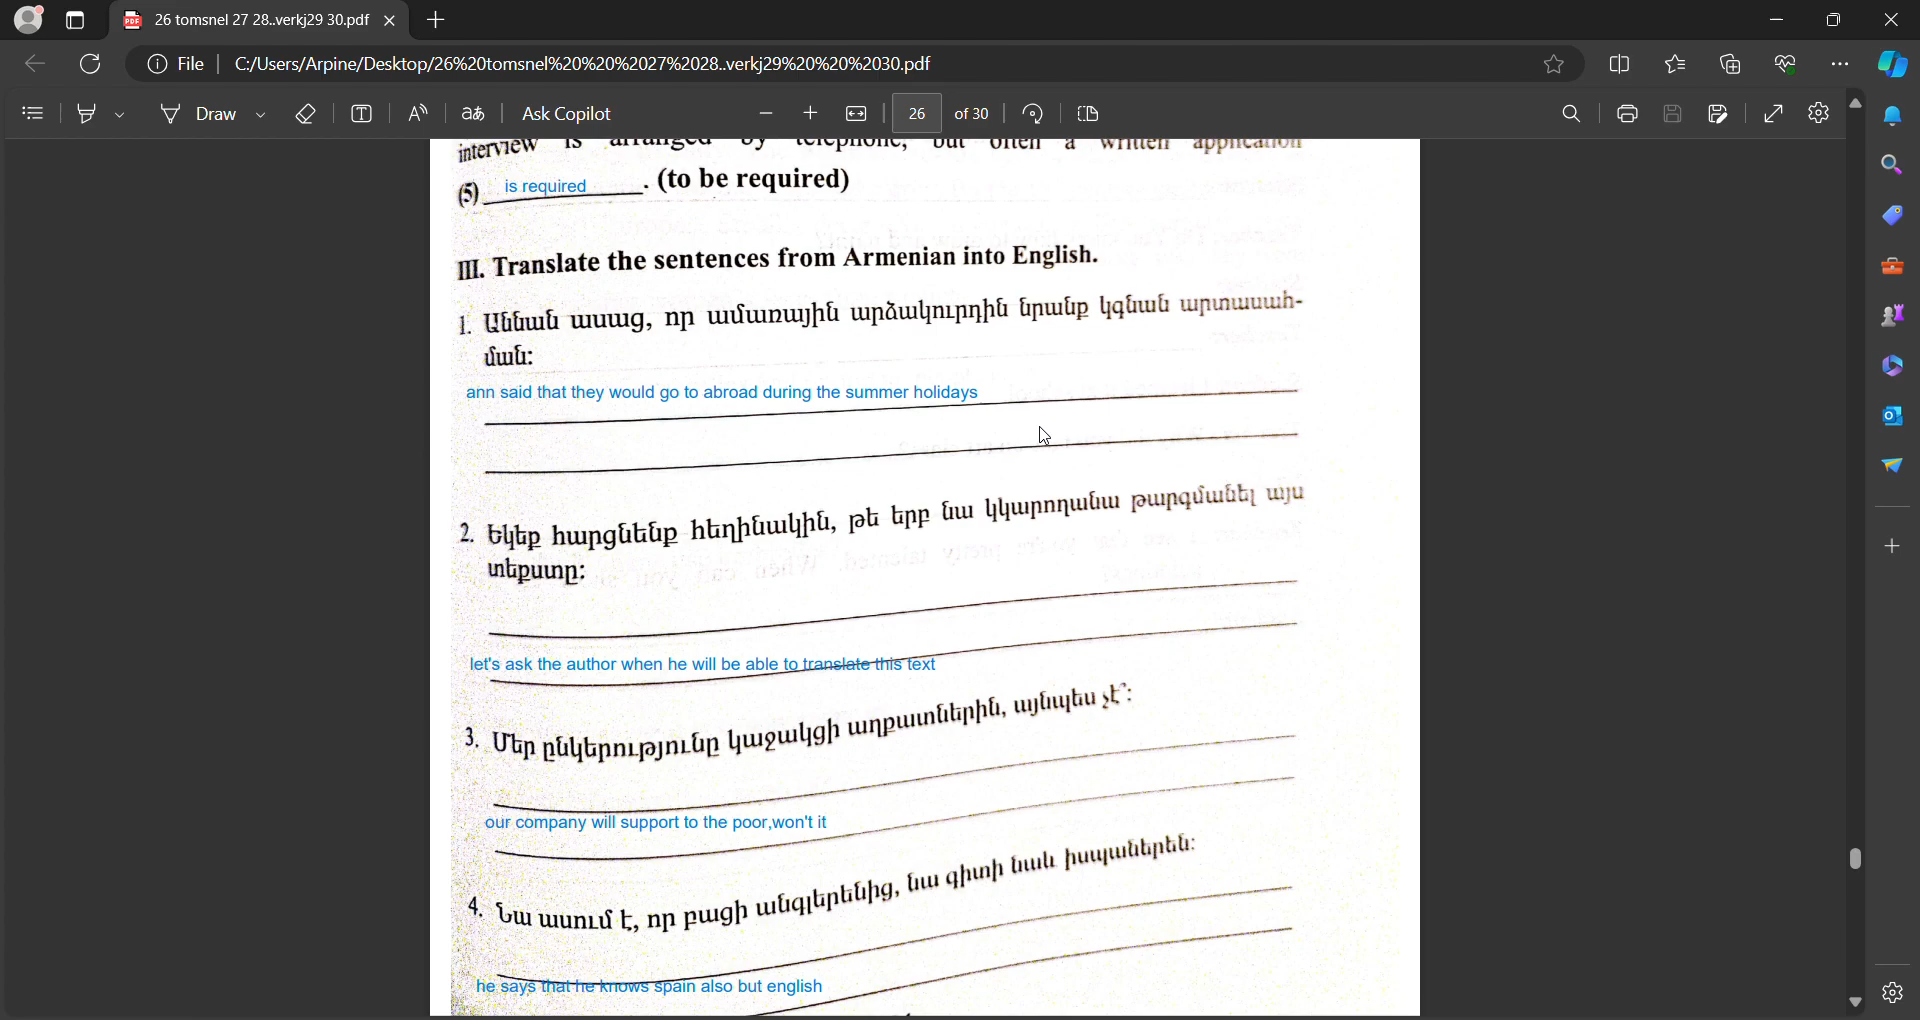 26 tomsnel 27 28..verkj29 30.pdf
File
C:/Users/Arpine/Desktop/26%20tomsnel%20%20%2027%2028..verkj29%20%20%2030.pdf
Draw
Ask Copilot
26 of 30
interview is arranged by telephone, but often a written application
(5) is required. (to be required)
III. Translate the sentences from Armenian into English.
1. Աննան ասաց, որ ամառային արձակուրդին նրանք կգնան արտասահ-
ման:
ann said that they would go to abroad during the summer holidays
2. Եկեք հարցնենք հեղինակին, թե երբ նա կկարողանա թարգմանել այս
տեքստը:
let's ask the author when he will be able to translate this text
3. Մեր ընկերությունը կաջակցի աղքատներին, այնպես չէ՞:
our company will support to the poor,won't it
4. Նա ասում է, որ բացի անգլերենից, նա գիտի նաև իսպաներեն:
he says that he knows spain also but english